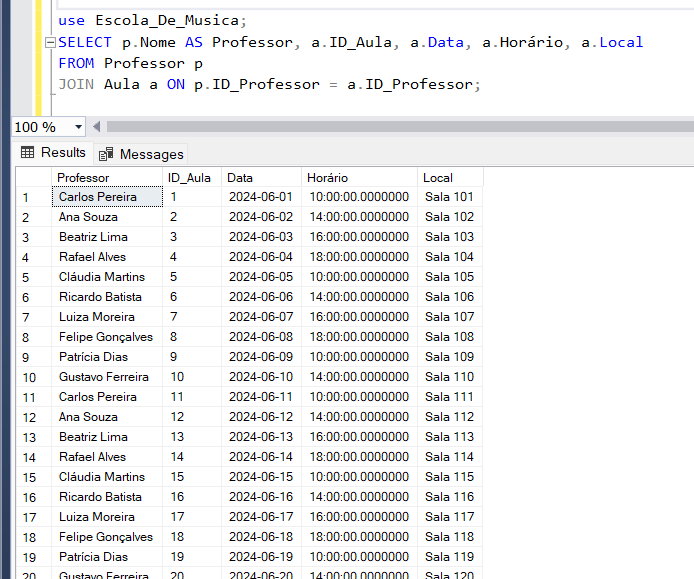 use Escola_De_Musica;
SELECT p.Nome AS Professor, a.ID_Aula, a.Data, a.Horário, a.Local
FROM Professor p
JOIN Aula a ON p.ID_Professor = a.ID_Professor;
100 %
Results Messages
Professor ID_Aula Data Horário Local
1 Carlos Pereira 1 2024-06-01 10:00:00.0000000 Sala 101
2 Ana Souza 2 2024-06-02 14:00:00.0000000 Sala 102
3 Beatriz Lima 3 2024-06-03 16:00:00.0000000 Sala 103
4 Rafael Alves 4 2024-06-04 18:00:00.0000000 Sala 104
5 Cláudia Martins 5 2024-06-05 10:00:00.0000000 Sala 105
6 Ricardo Batista 6 2024-06-06 14:00:00.0000000 Sala 106
7 Luiza Moreira 7 2024-06-07 16:00:00.0000000 Sala 107
8 Felipe Gonçalves 8 2024-06-08 18:00:00.0000000 Sala 108
9 Patrícia Dias 9 2024-06-09 10:00:00.0000000 Sala 109
10 Gustavo Ferreira 10 2024-06-10 14:00:00.0000000 Sala 110
11 Carlos Pereira 11 2024-06-11 10:00:00.0000000 Sala 111
12 Ana Souza 12 2024-06-12 14:00:00.0000000 Sala 112
13 Beatriz Lima 13 2024-06-13 16:00:00.0000000 Sala 113
14 Rafael Alves 14 2024-06-14 18:00:00.0000000 Sala 114
15 Cláudia Martins 15 2024-06-15 10:00:00.0000000 Sala 115
16 Ricardo Batista 16 2024-06-16 14:00:00.0000000 Sala 116
17 Luiza Moreira 17 2024-06-17 16:00:00.0000000 Sala 117
18 Felipe Gonçalves 18 2024-06-18 18:00:00.0000000 Sala 118
19 Patrícia Dias 19 2024-06-19 10:00:00.0000000 Sala 119
20 Gustavo Ferreira 20 2024-06-20 14:00:00.0000000 Sala 120